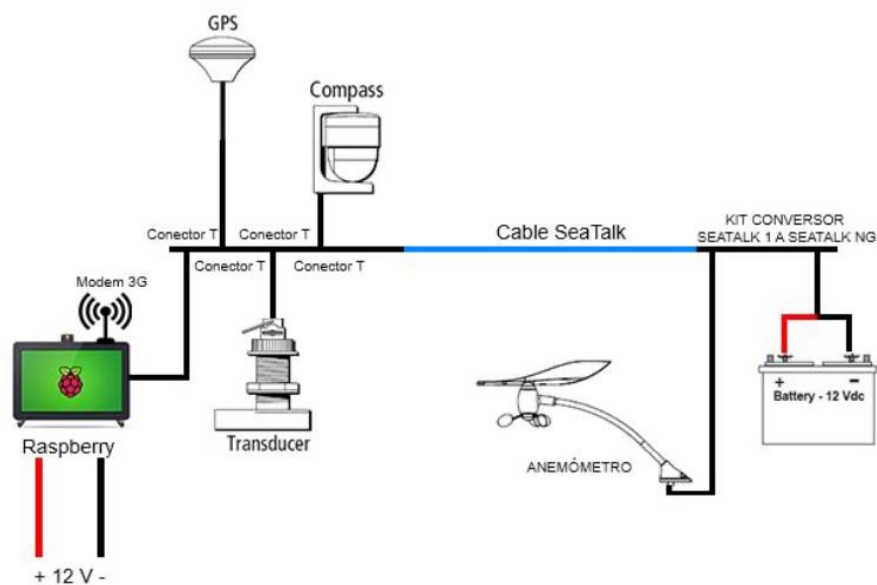 GPS
Compass
Conector T
Conector T
Cable SeaTalk
KIT CONVERSOR
SEATALK 1 A SEATALK NG
Conector T
Conector T
Modem 3G
+ -
Battery - 12 Vdc
Raspberry
Transducer
ANEMÓMETRO
+ 12 V -